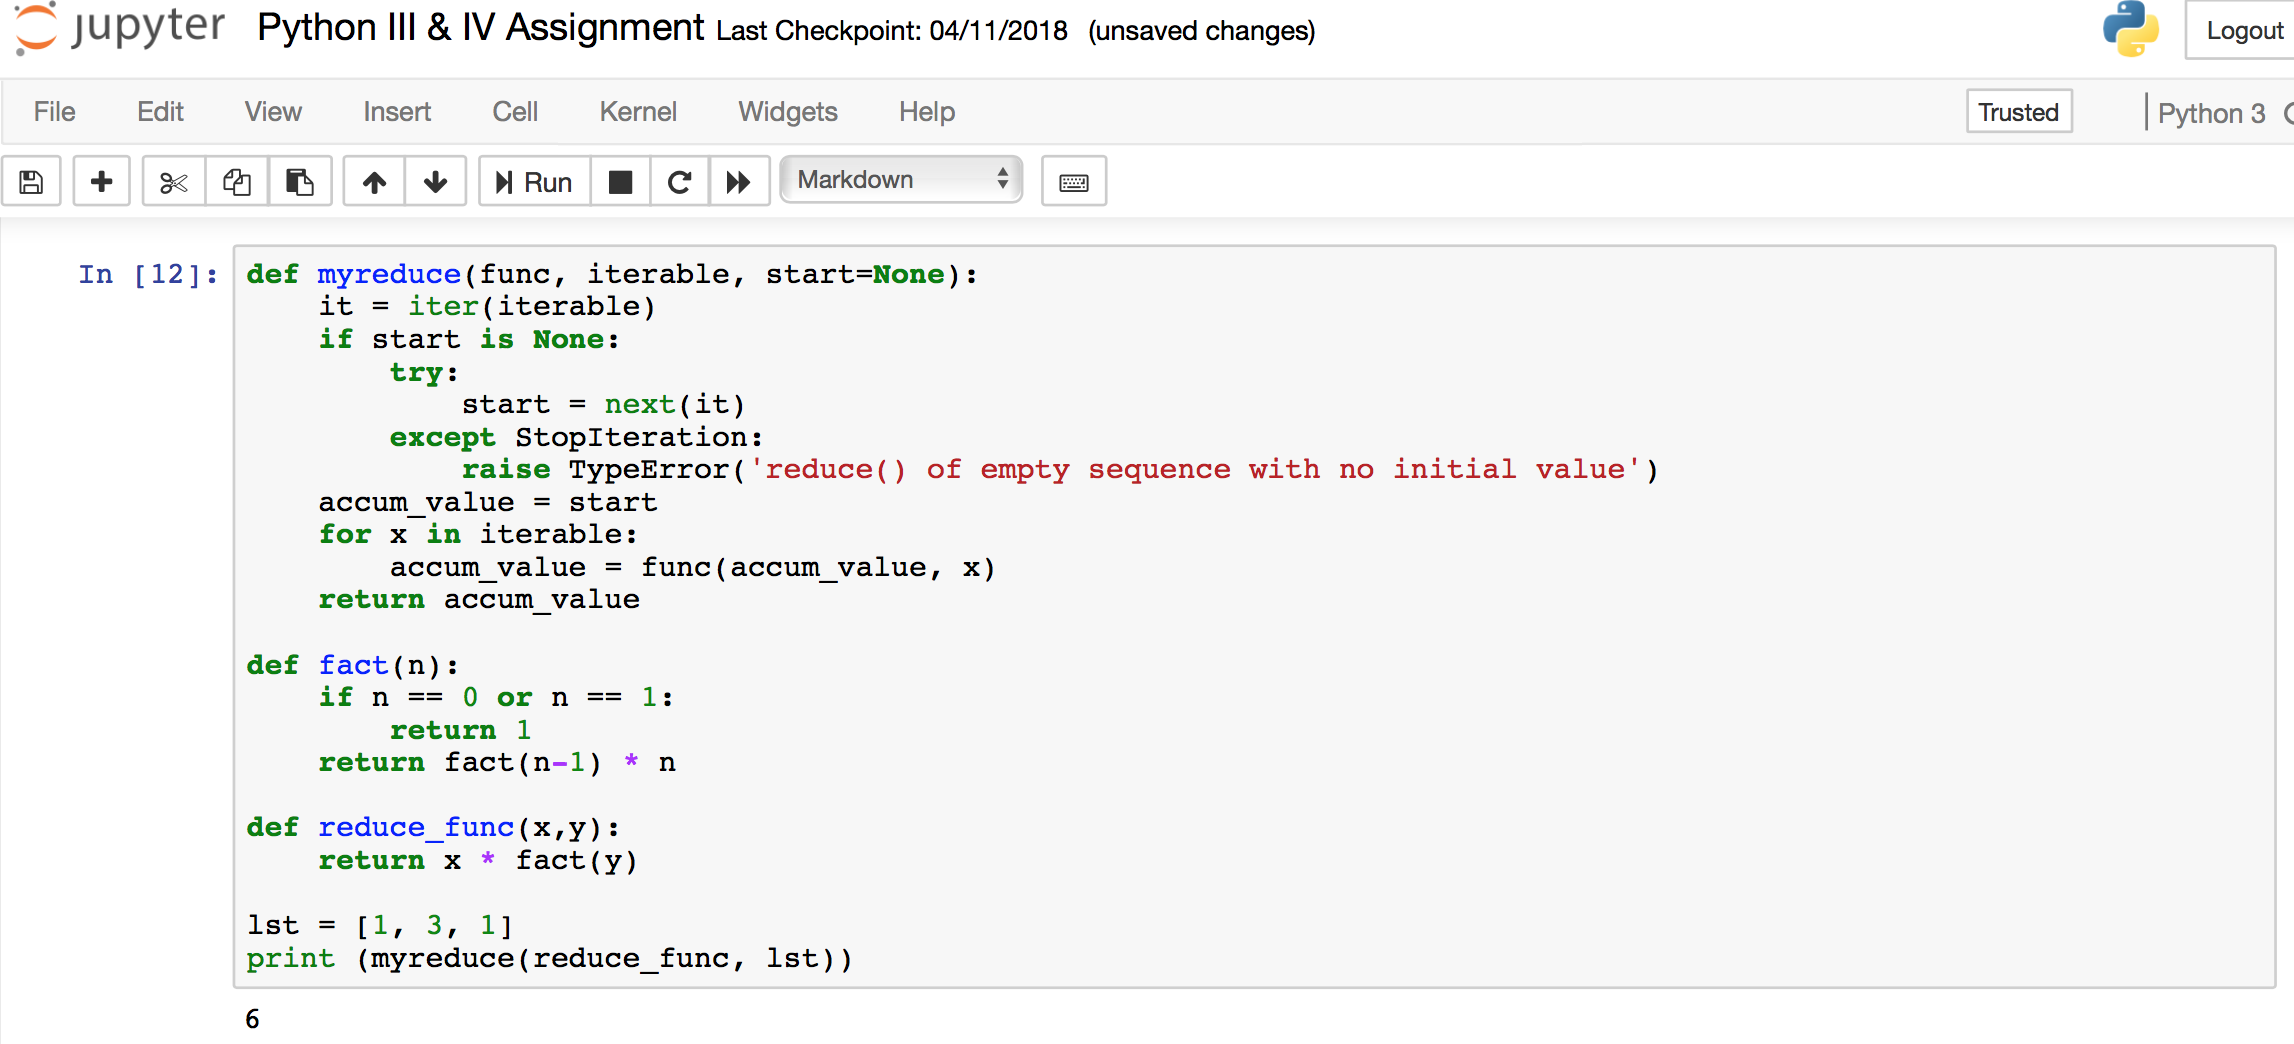 jupyter Python III & IV Assignment Last Checkpoint: 04/11/2018 (unsaved changes) Logout
File Edit View Insert Cell Kernel Widgets Help Trusted Python 3
Run Markdown
In [12]: def myreduce(func, iterable, start=None):
    it = iter(iterable)
    if start is None:
        try:
            start = next(it)
        except StopIteration:
            raise TypeError('reduce() of empty sequence with no initial value')
    accum_value = start
    for x in iterable:
        accum_value = func(accum_value, x)
    return accum_value
def fact(n):
    if n == 0 or n == 1:
        return 1
    return fact(n-1) * n
def reduce_func(x,y):
    return x * fact(y)
lst = [1, 3, 1]
print (myreduce(reduce_func, lst))
6